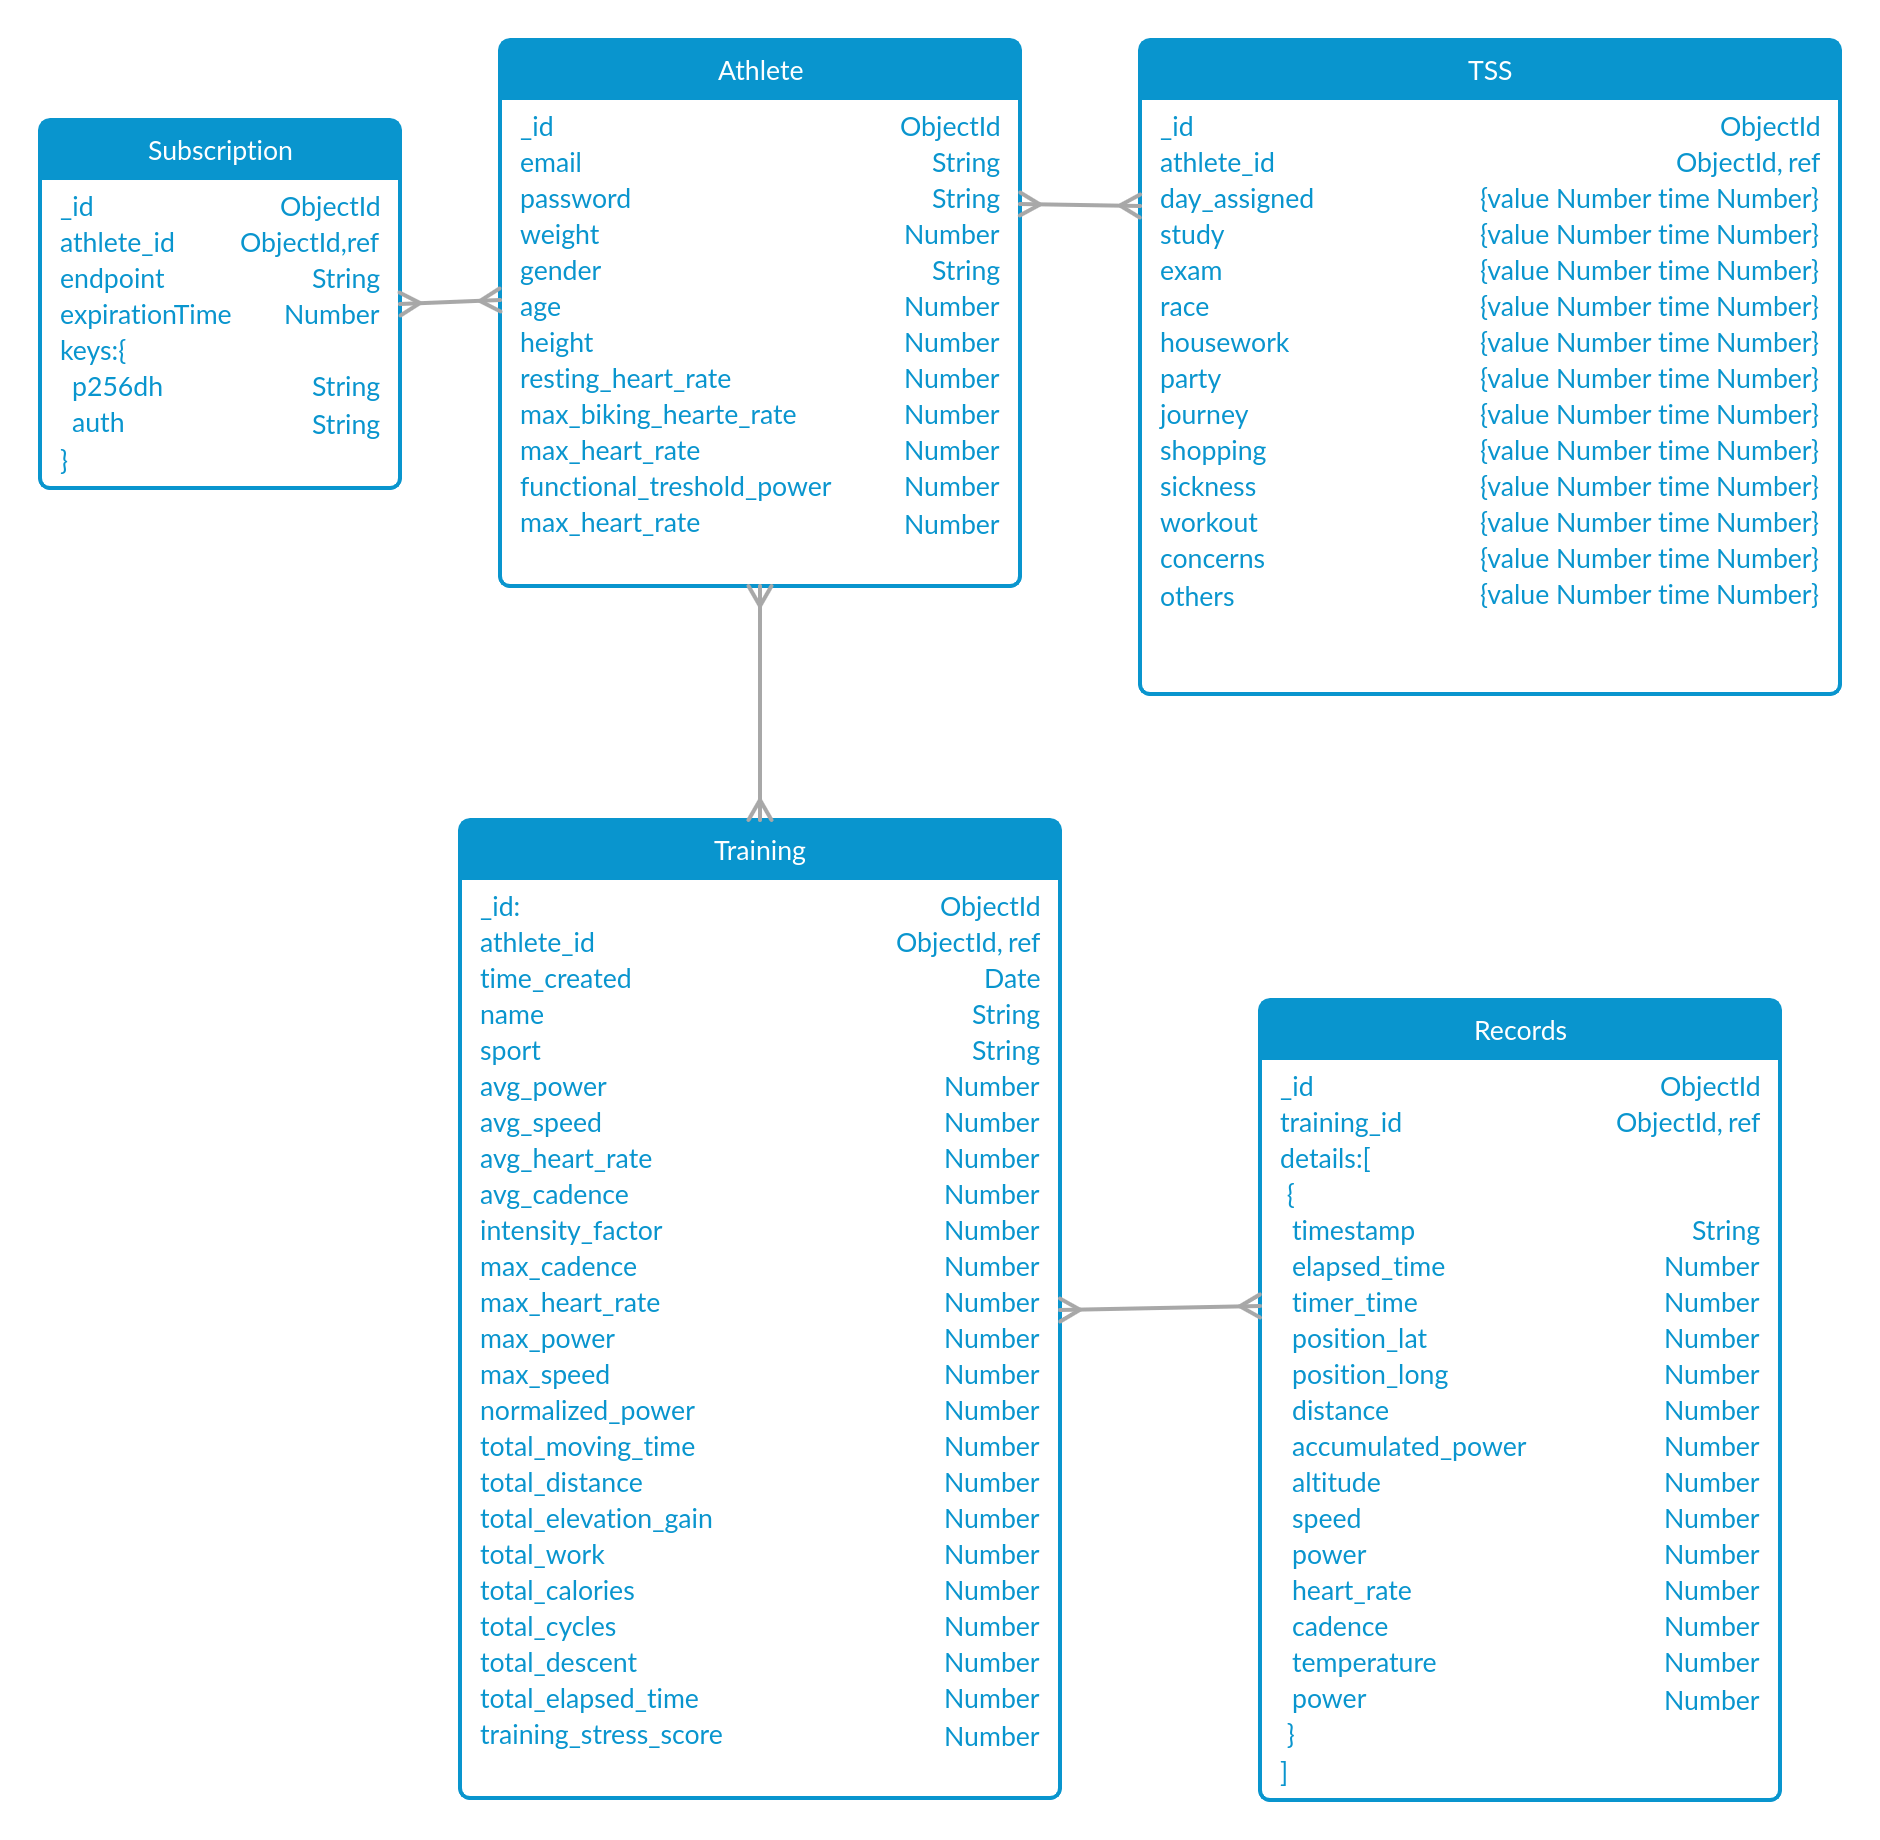 Subscription
_id ObjectId
athlete_id ObjectId,ref
endpoint String
expirationTime Number
keys:{
p256dh String
auth String
}
Athlete
_id ObjectId
email String
password String
weight Number
gender String
age Number
height Number
resting_heart_rate Number
max_biking_hearte_rate Number
max_heart_rate Number
functional_treshold_power Number
max_heart_rate Number
TSS
_id ObjectId
athlete_id ObjectId, ref
day_assigned {value Number time Number}
study {value Number time Number}
exam {value Number time Number}
race {value Number time Number}
housework {value Number time Number}
party {value Number time Number}
journey {value Number time Number}
shopping {value Number time Number}
sickness {value Number time Number}
workout {value Number time Number}
concerns {value Number time Number}
others {value Number time Number}
Training
_id: ObjectId
athlete_id ObjectId, ref
time_created Date
name String
sport String
avg_power Number
avg_speed Number
avg_heart_rate Number
avg_cadence Number
intensity_factor Number
max_cadence Number
max_heart_rate Number
max_power Number
max_speed Number
normalized_power Number
total_moving_time Number
total_distance Number
total_elevation_gain Number
total_work Number
total_calories Number
total_cycles Number
total_descent Number
total_elapsed_time Number
training_stress_score Number
Records
_id ObjectId
training_id ObjectId, ref
details:[
{
timestamp String
elapsed_time Number
timer_time Number
position_lat Number
position_long Number
distance Number
accumulated_power Number
altitude Number
speed Number
power Number
heart_rate Number
cadence Number
temperature Number
power Number
}
]